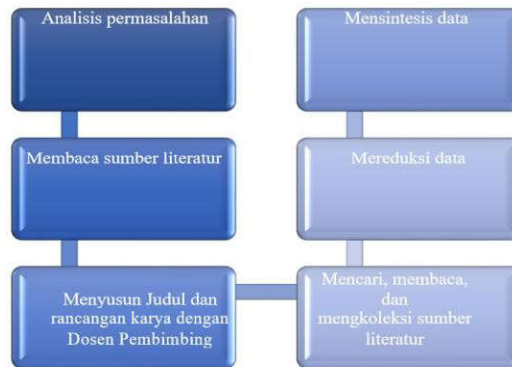 Analisis permasalahan
Membaca sumber literatur
Menyusun Judul dan
rancangan karya dengan
Dosen Pembimbing
Mencari, membaca,
dan
mengkoleksi sumber
literatur
Mereduksi data
Mensintesis data